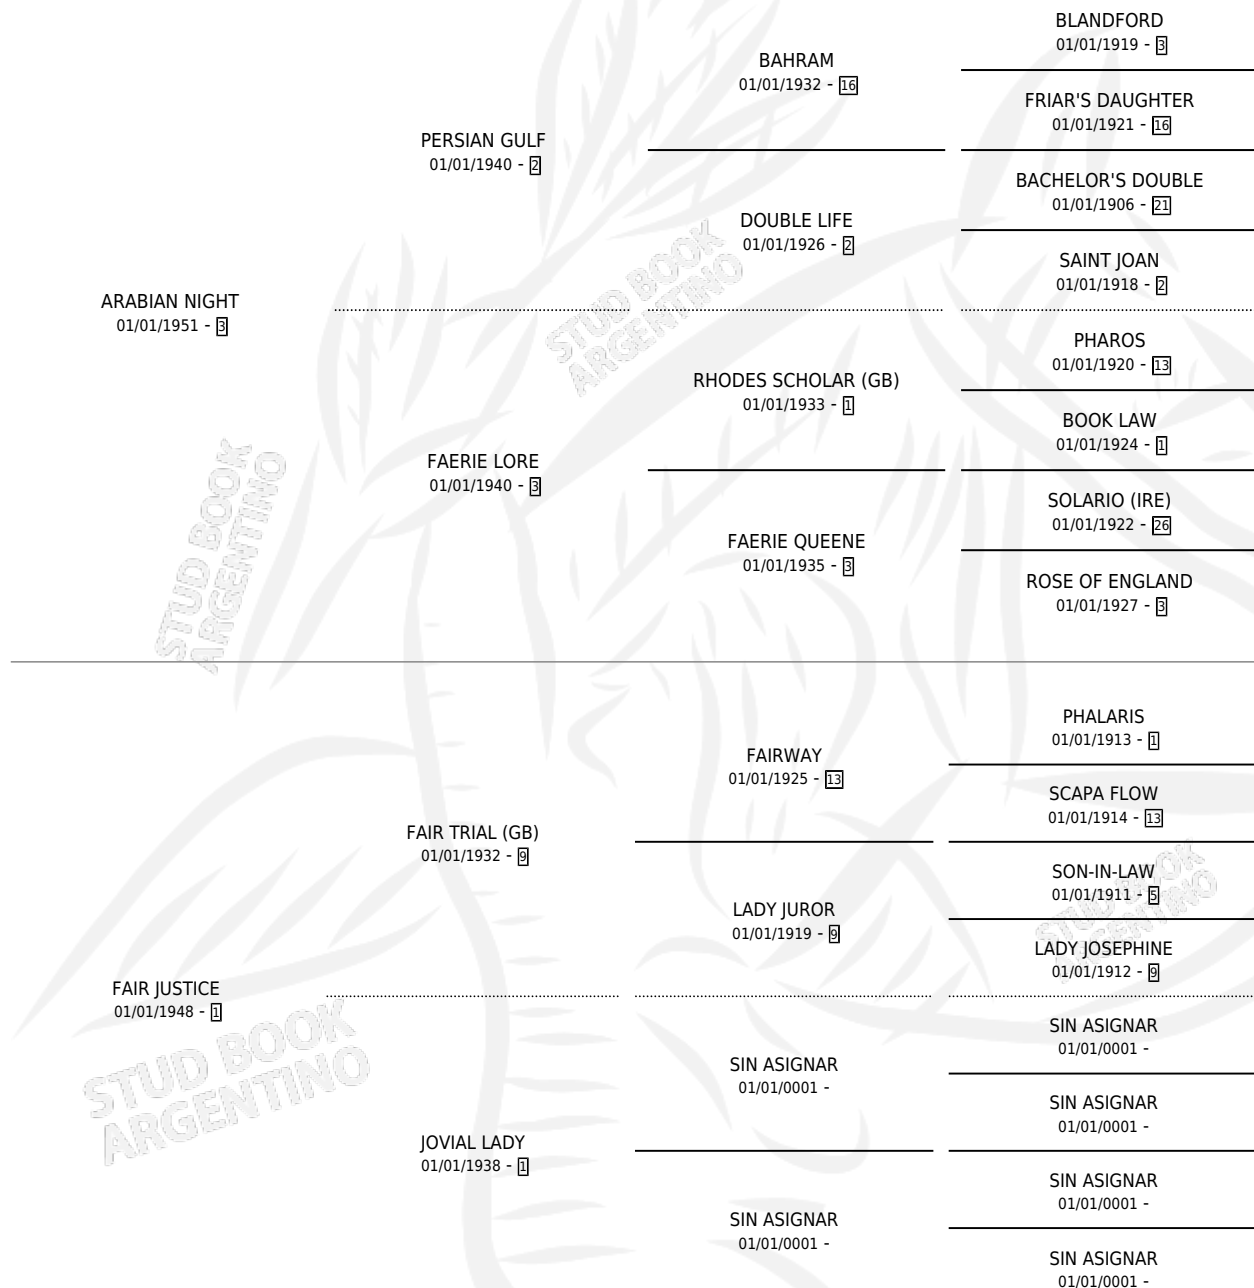 BLANDFORD
01/01/1919 - 3
BAHRAM
01/01/1932 - 16
FRIAR'S DAUGHTER
01/01/1921 - 16
PERSIAN GULF
01/01/1940 - 2
BACHELOR'S DOUBLE
01/01/1906 - 21
DOUBLE LIFE
01/01/1926 - 2
SAINT JOAN
01/01/1918 - 2
ARABIAN NIGHT
01/01/1951 - 3
PHAROS
01/01/1920 - 13
RHODES SCHOLAR (GB)
01/01/1933 - 1
BOOK LAW
01/01/1924 - 1
FAERIE LORE
01/01/1940 - 3
SOLARIO (IRE)
01/01/1922 - 26
FAERIE QUEENE
01/01/1935 - 3
ROSE OF ENGLAND
01/01/1927 - 3
PHALARIS
01/01/1913 - 1
FAIRWAY
01/01/1925 - 13
SCAPA FLOW
01/01/1914 - 13
FAIR TRIAL (GB)
01/01/1932 - 9
SON-IN-LAW
01/01/1911 - 5
LADY JUROR
01/01/1919 - 9
LADY JOSEPHINE
01/01/1912 - 9
FAIR JUSTICE
01/01/1948 - 1
SIN ASIGNAR
01/01/0001 -
SIN ASIGNAR
01/01/0001 -
SIN ASIGNAR
01/01/0001 -
JOVIAL LADY
01/01/1938 - 1
SIN ASIGNAR
01/01/0001 -
SIN ASIGNAR
01/01/0001 -
SIN ASIGNAR
01/01/0001 -
STUD BOOK
ARGENTINO
STUD BOOK
ARGENTINO
STUD BOOK
ARGENTINO
STUD BOOK
ARGENTINO